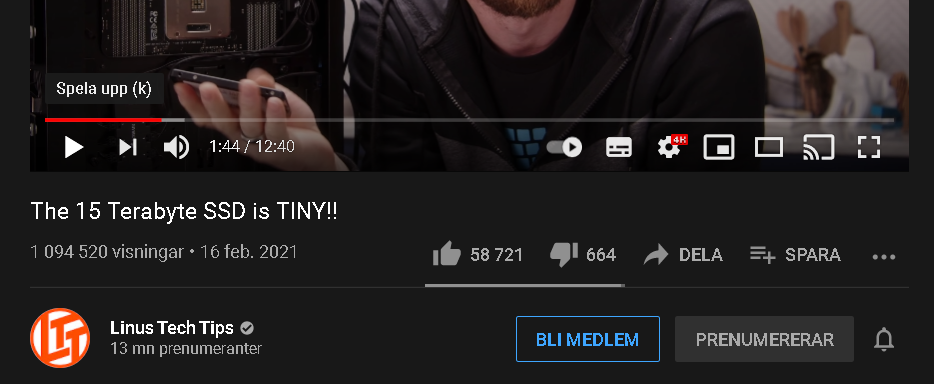 Spela upp (k)
1:44 / 12:40
4K
The 15 Terabyte SSD is TINY!!
1 094 520 visningar • 16 feb. 2021
58 721
664
DELA
SPARA
LTT
Linus Tech Tips
13 mn prenumeranter
BLI MEDLEM
PRENUMERERAR